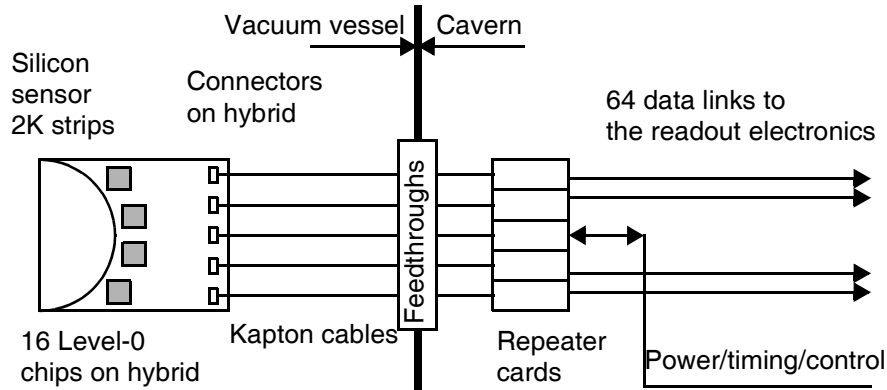 Vacuum vessel
Cavern
Silicon
sensor
2K strips
Connectors
on hybrid
64 data links to
the readout electronics
Feedthroughs
16 Level-0
chips on hybrid
Kapton cables
Repeater
cards
Power/timing/control